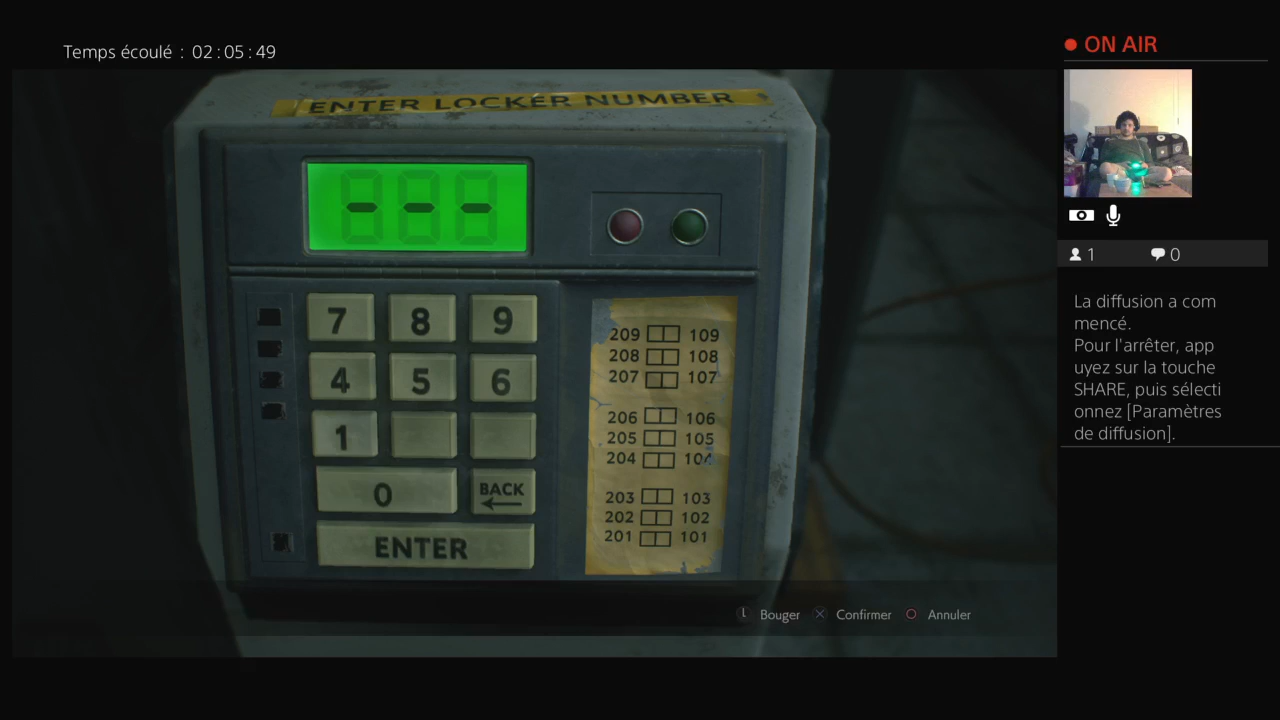 Temps écoulé : 02:05:49
ENTER LOCKER NUMBER
- - -
7 8 9
4 5 6
1
0 BACK
ENTER
209 109
208 108
207 107
206 106
205 105
204 104
203 103
202 102
201 101
L Bouger Confirmer Annuler
ON AIR
1 0
La diffusion a com
mencé.
Pour l'arrêter, app
uyez sur la touche
SHARE, puis sélecti
onnez [Paramètres
de diffusion].